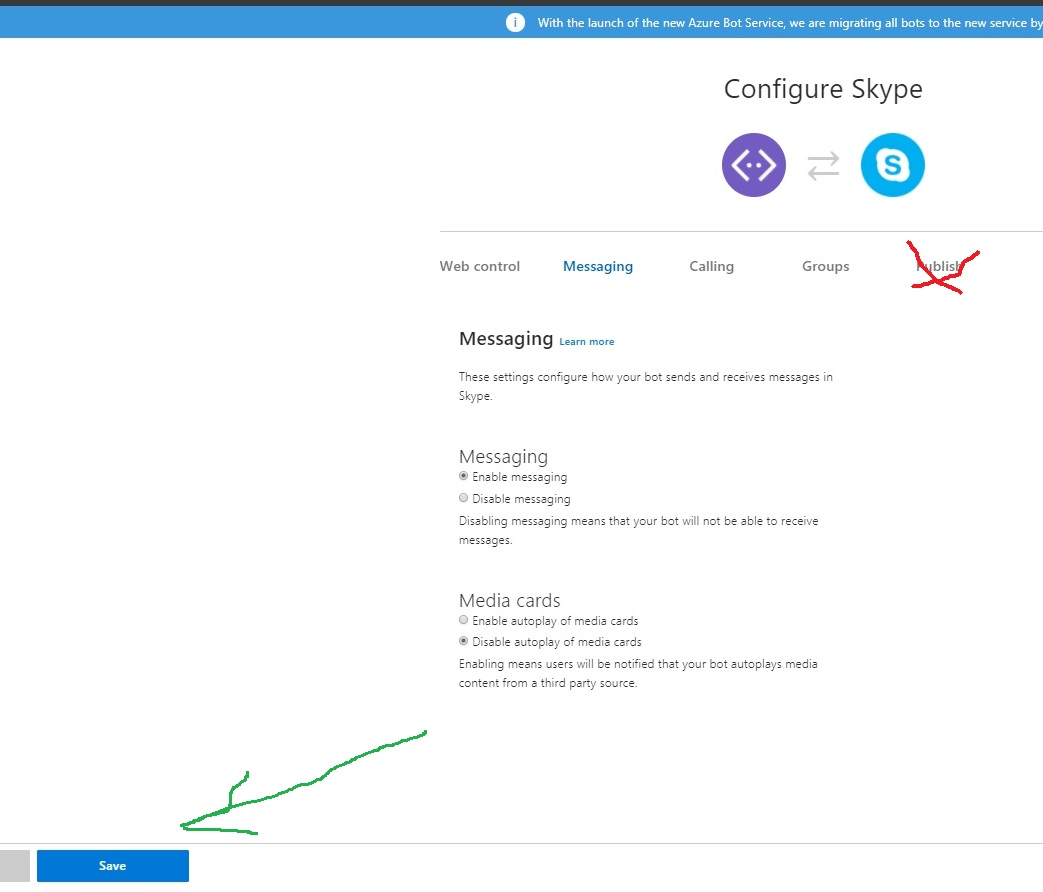 With the launch of the new Azure Bot Service, we are migrating all bots to the new service by
Configure Skype
Web control Messaging Calling Groups Publish
Messaging Learn more
These settings configure how your bot sends and receives messages in
Skype.
Messaging
Enable messaging
Disable messaging
Disabling messaging means that your bot will not be able to receive
messages.
Media cards
Enable autoplay of media cards
Disable autoplay of media cards
Enabling means users will be notified that your bot autoplays media
content from a third party source.
Save